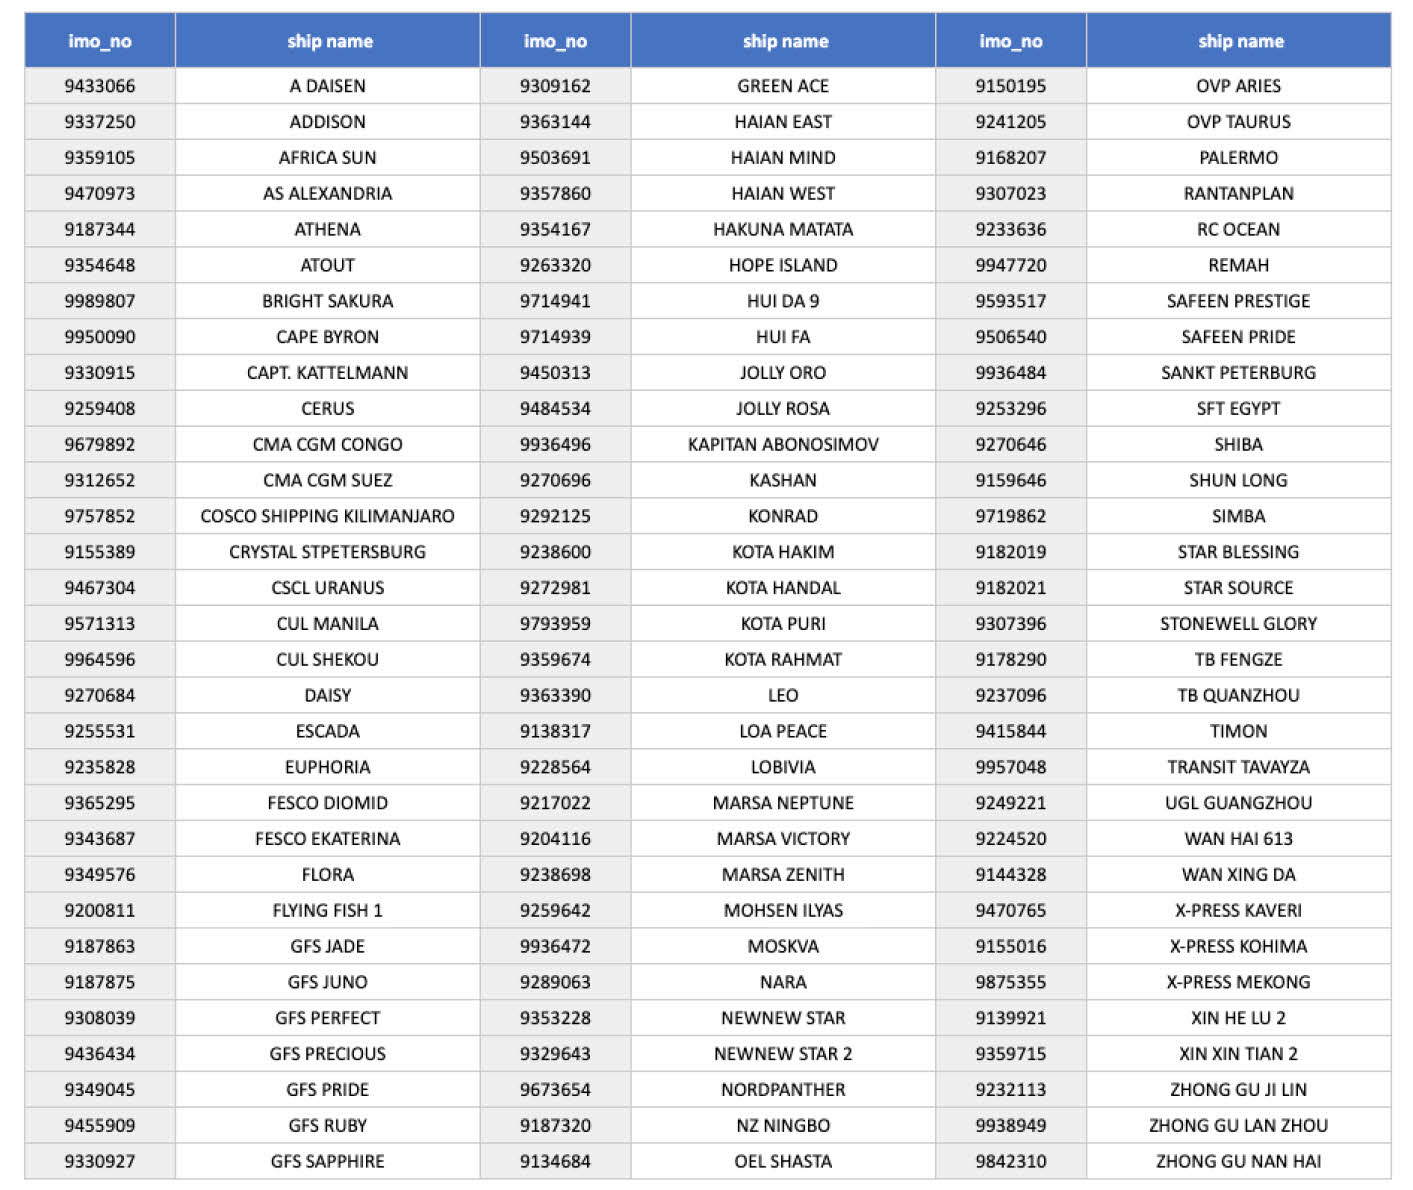 imo_no ship name imo_no ship name imo_no ship name
9433066 A DAISEN 9309162 GREEN ACE 9150195 OVP ARIES
9337250 ADDISON 9363144 HAIAN EAST 9241205 OVP TAURUS
9359105 AFRICA SUN 9503691 HAIAN MIND 9168207 PALERMO
9470973 AS ALEXANDRIA 9357860 HAIAN WEST 9307023 RANTANPLAN
9187344 ATHENA 9354167 HAKUNA MATATA 9233636 RC OCEAN
9354648 ATOUT 9263320 HOPE ISLAND 9947720 REMAH
9989807 BRIGHT SAKURA 9714941 HUI DA 9 9593517 SAFEEN PRESTIGE
9950090 CAPE BYRON 9714939 HUI FA 9506540 SAFEEN PRIDE
9330915 CAPT. KATTELMANN 9450313 JOLLY ORO 9936484 SANKT PETERBURG
9259408 CERUS 9484534 JOLLY ROSA 9253296 SFT EGYPT
9679892 CMA CGM CONGO 9936496 KAPITAN ABONOSIMOV 9270646 SHIBA
9312652 CMA CGM SUEZ 9270696 KASHAN 9159646 SHUN LONG
9757852 COSCO SHIPPING KILIMANJARO 9292125 KONRAD 9719862 SIMBA
9155389 CRYSTAL STPETERSBURG 9238600 KOTA HAKIM 9182019 STAR BLESSING
9467304 CSCL URANUS 9272981 KOTA HANDAL 9182021 STAR SOURCE
9571313 CUL MANILA 9793959 KOTA PURI 9307396 STONEWELL GLORY
9964596 CUL SHEKOU 9359674 KOTA RAHMAT 9178290 TB FENGZE
9270684 DAISY 9363390 LEO 9237096 TB QUANZHOU
9255531 ESCADA 9138317 LOA PEACE 9415844 TIMON
9235828 EUPHORIA 9228564 LOBIVIA 9957048 TRANSIT TAVAYZA
9365295 FESCO DIOMID 9217022 MARSA NEPTUNE 9249221 UGL GUANGZHOU
9343687 FESCO EKATERINA 9204116 MARSA VICTORY 9224520 WAN HAI 613
9349576 FLORA 9238698 MARSA ZENITH 9144328 WAN XING DA
9200811 FLYING FISH 1 9259642 MOHSEN ILYAS 9470765 X-PRESS KAVERI
9187863 GFS JADE 9936472 MOSKVA 9155016 X-PRESS KOHIMA
9187875 GFS JUNO 9289063 NARA 9875355 X-PRESS MEKONG
9308039 GFS PERFECT 9353228 NEWNEW STAR 9139921 XIN HE LU 2
9436434 GFS PRECIOUS 9329643 NEWNEW STAR 2 9359715 XIN XIN TIAN 2
9349045 GFS PRIDE 9673654 NORDPANTHER 9232113 ZHONG GU JI LIN
9455909 GFS RUBY 9187320 NZ NINGBO 9938949 ZHONG GU LAN ZHOU
9330927 GFS SAPPHIRE 9134684 OEL SHASTA 9842310 ZHONG GU NAN HAI